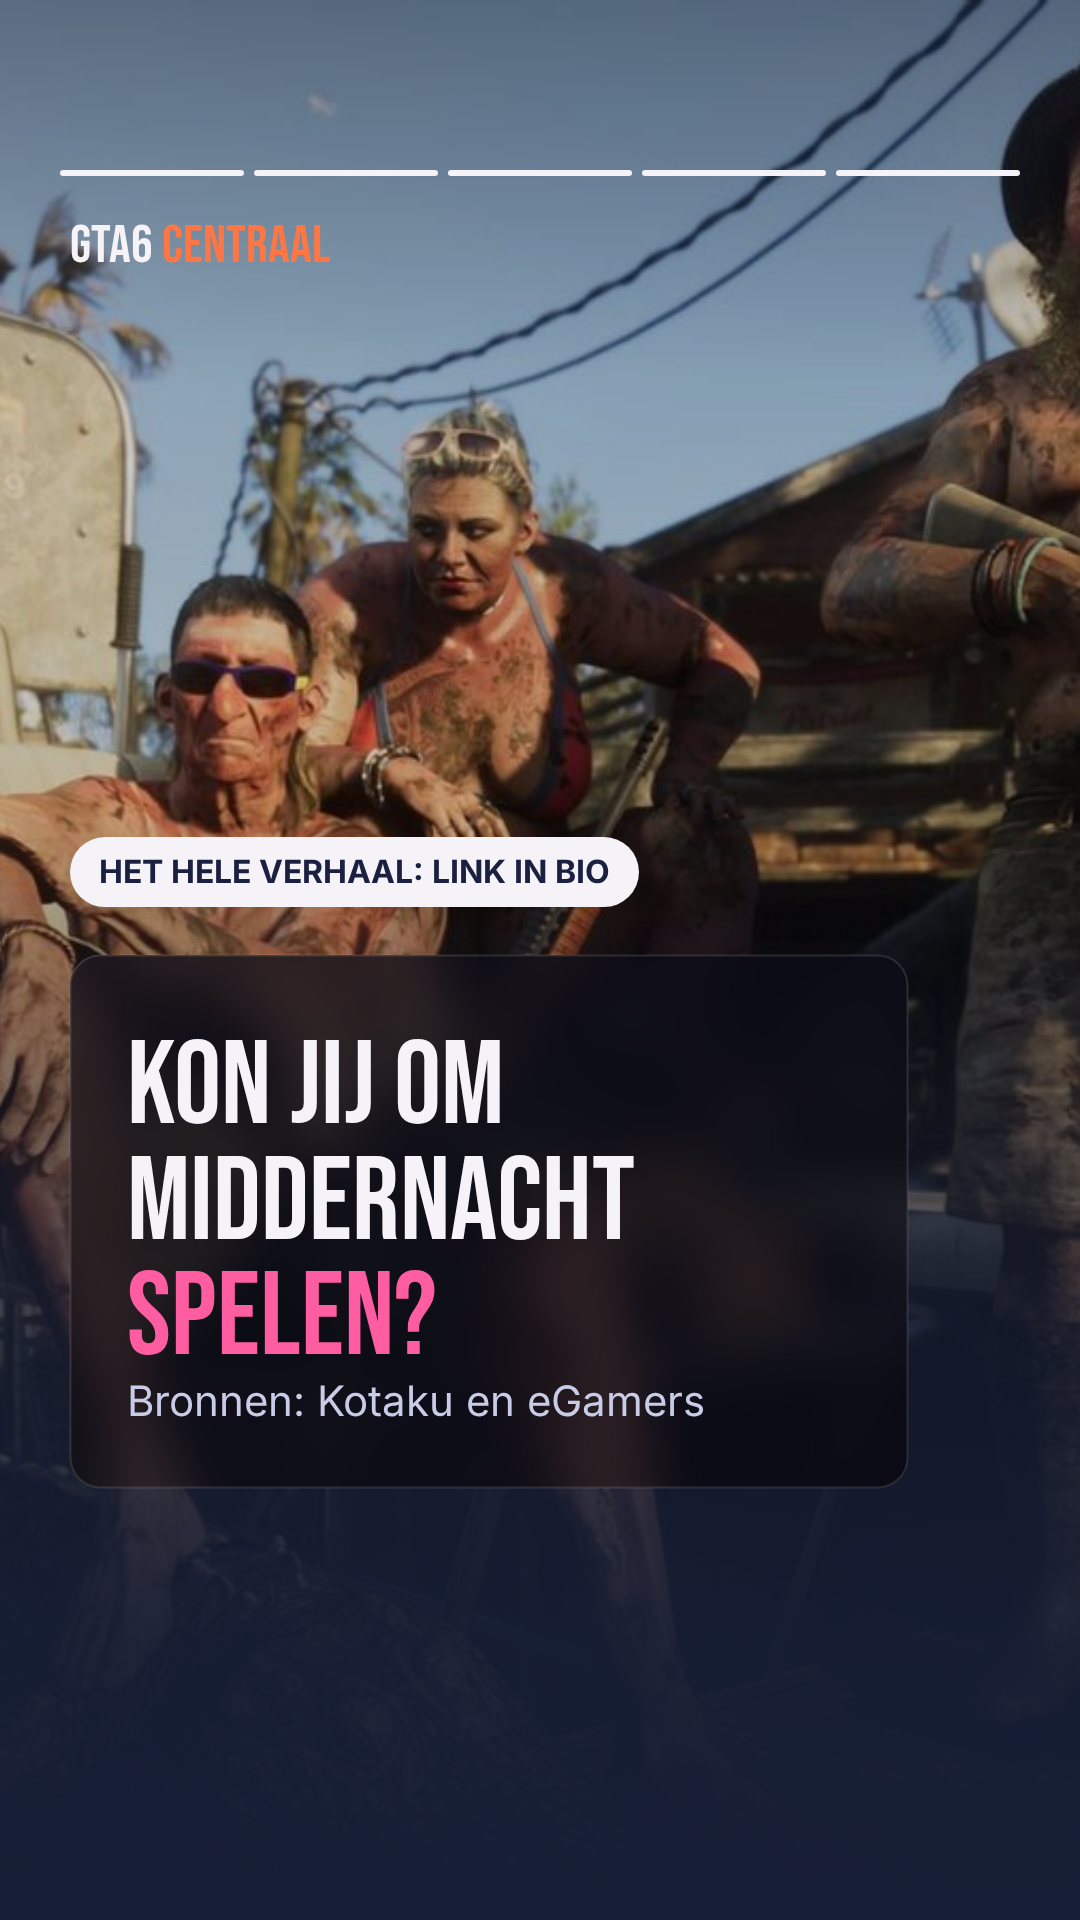 GTA6 CENTRAAL
HET HELE VERHAAL: LINK IN BIO
KON JIJ OM
MIDDERNACHT
SPELEN?
Bronnen: Kotaku en eGamers